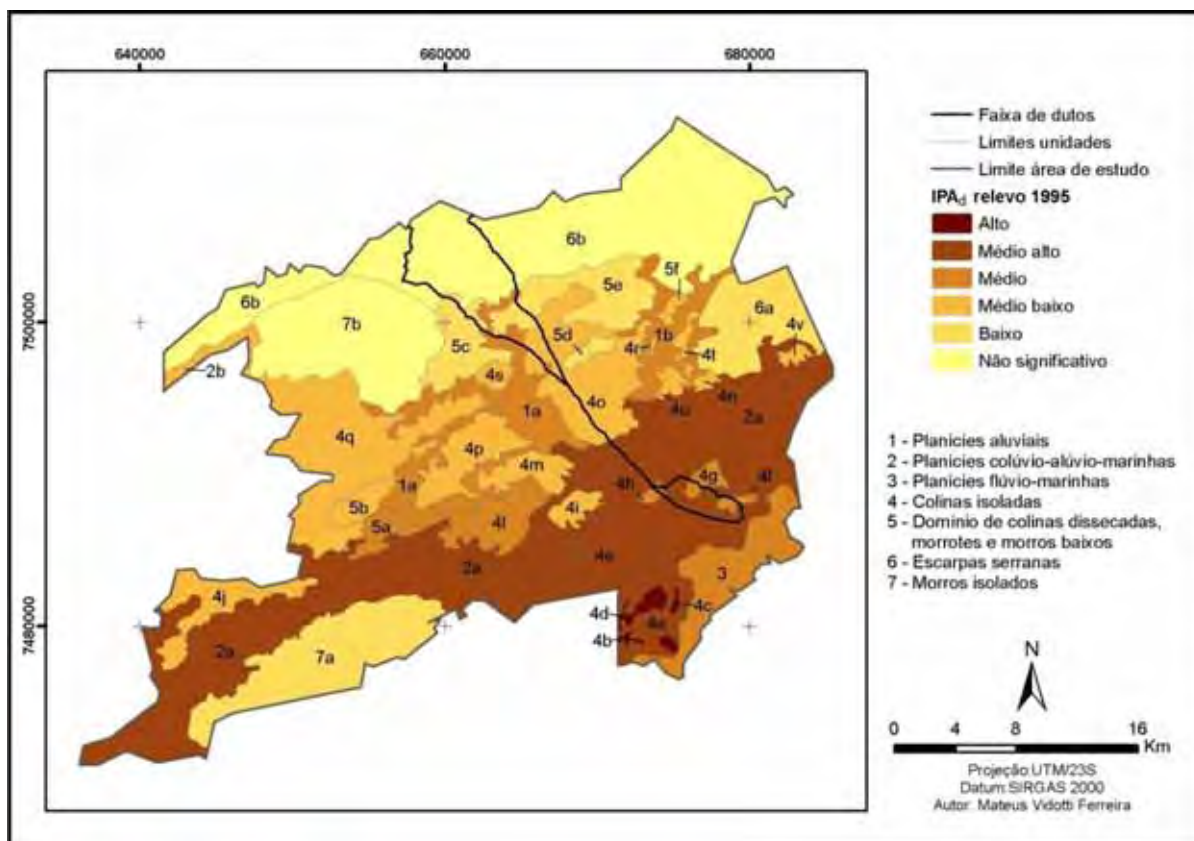 640000
660000
680000
7500000
7480000
6b
6b
7b
2b
5c
5d
5e
5f
6a
4v
1b
4r
4t
4s
1a
4o
4u
4n
2a
4q
4p
4m
1a
4g
4h
4f
4i
5b
5a
4l
2a
4e
3
4j
4d
4c
4a
4b
2a
7a
Faixa de dutos
Limites unidades
Limite área de estudo
IPAd relevo 1995
Alto
Médio alto
Médio
Médio baixo
Baixo
Não significativo
1 - Planícies aluviais
2 - Planícies colúvio-alúvio-marinhas
3 - Planícies flúvio-marinhas
4 - Colinas isoladas
5 - Domínio de colinas dissecadas,
morrotes e morros baixos
6 - Escarpas serranas
7 - Morros isolados
N
0 4 8 16
Km
Projeção:UTM/23S
Datum:SIRGAS 2000
Autor: Mateus Vidotti Ferreira